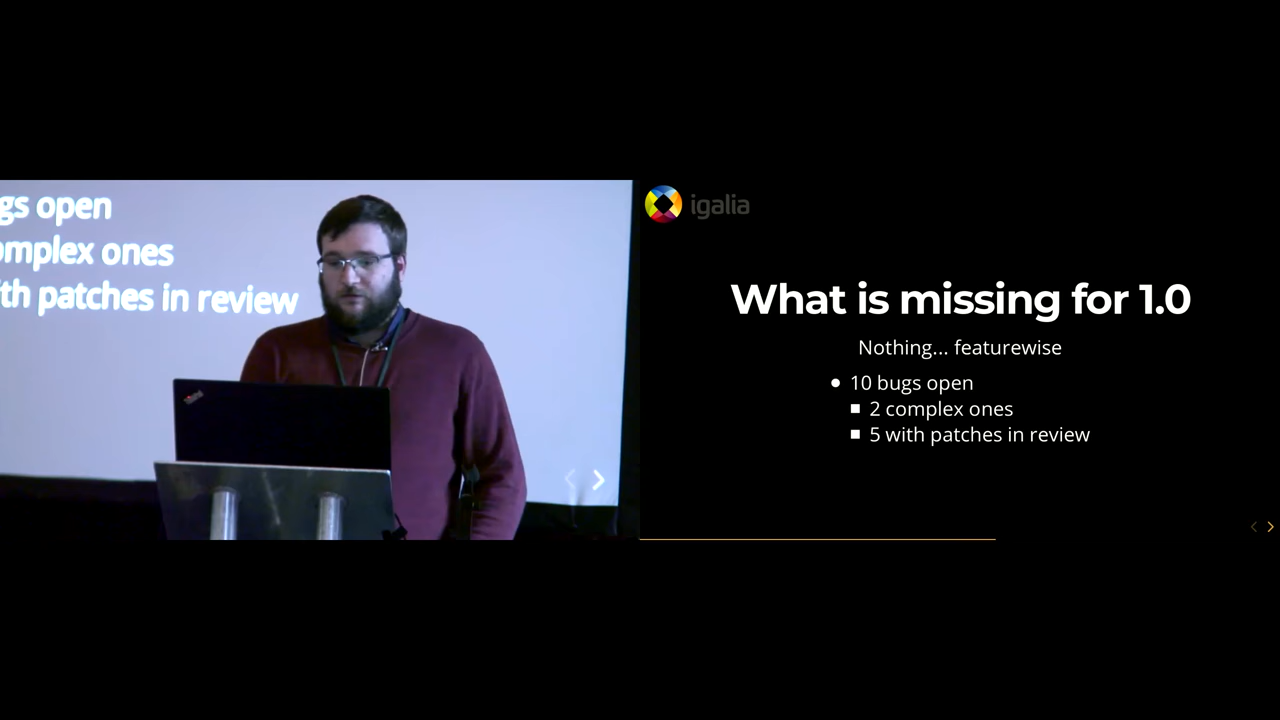 gs open
omplex ones
th patches in review
igalia
What is missing for 1.0
Nothing... featurewise
10 bugs open
2 complex ones
5 with patches in review